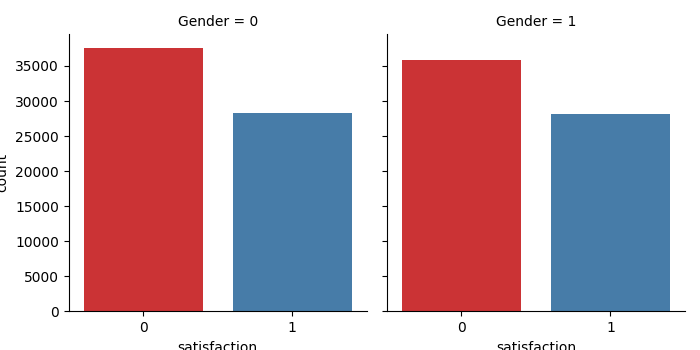 Gender = 0
Gender = 1
35000
30000
25000
20000
15000
10000
5000
0
count
0
1
0
1
satisfaction
satisfaction